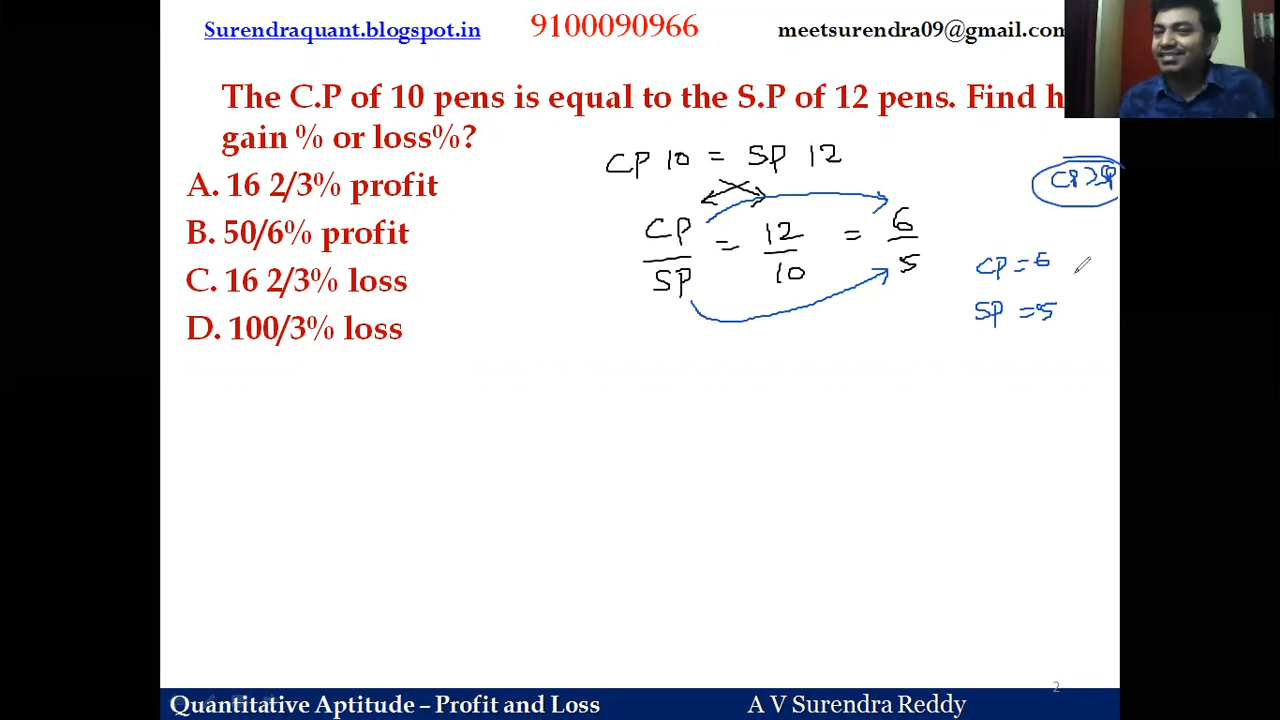 Surendraquant.blogspot.in 9100090966 meetsurendra09@gmail.com
The C.P of 10 pens is equal to the S.P of 12 pens. Find h
gain % or loss%?
CP 10 = SP 12
A. 16 2/3% profit
CP > SP
B. 50/6% profit
CP/SP = 12/10 = 6/5
C. 16 2/3% loss
CP = 6
SP = 5
D. 100/3% loss
2
Quantitative Aptitude – Profit and Loss A V Surendra Reddy